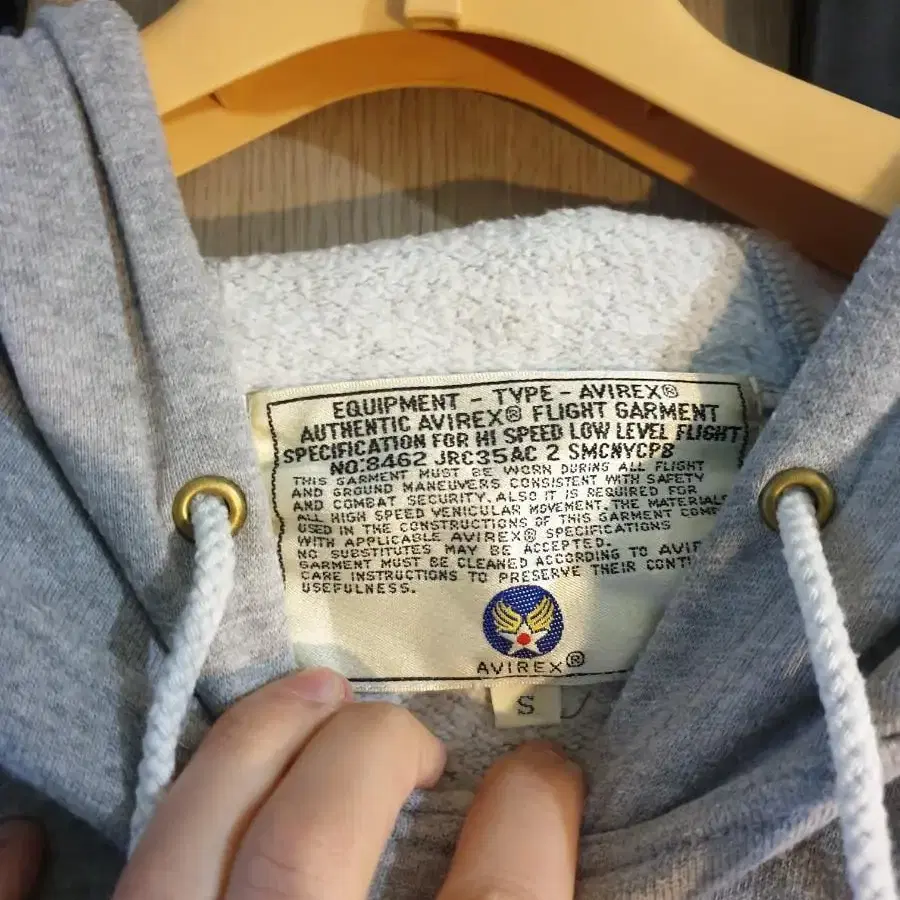 EQUIPMENT - TYPE - AVIREX®
AUTHENTIC AVIREX® FLIGHT GARMENT
SPECIFICATION FOR HI SPEED LOW LEVEL FLIGHT
NO:8462 JRC35AC 2 SMCNYCPB
THIS GARMENT MUST BE WORN DURING ALL FLIGHT
AND GROUND MANEUVERS CONSISTENT WITH SAFETY
AND COMBAT SECURITY. ALSO IT IS REQUIRED FOR
ALL HIGH SPEED VENICULAR MOVEMENT. THE MATERIALS
USED IN THE CONSTRUCTIONS OF THIS GARMENT COMP
WITH APPLICABLE AVIREX® SPECIFICATIONS
NO SUBSTITUTES MAY BE ACCEPTED.
GARMENT MUST BE CLEANED ACCORDING TO AVIR
CARE INSTRUCTIONS TO PRESERVE THEIR CONTI
USEFULNESS.
AVIREX®
S